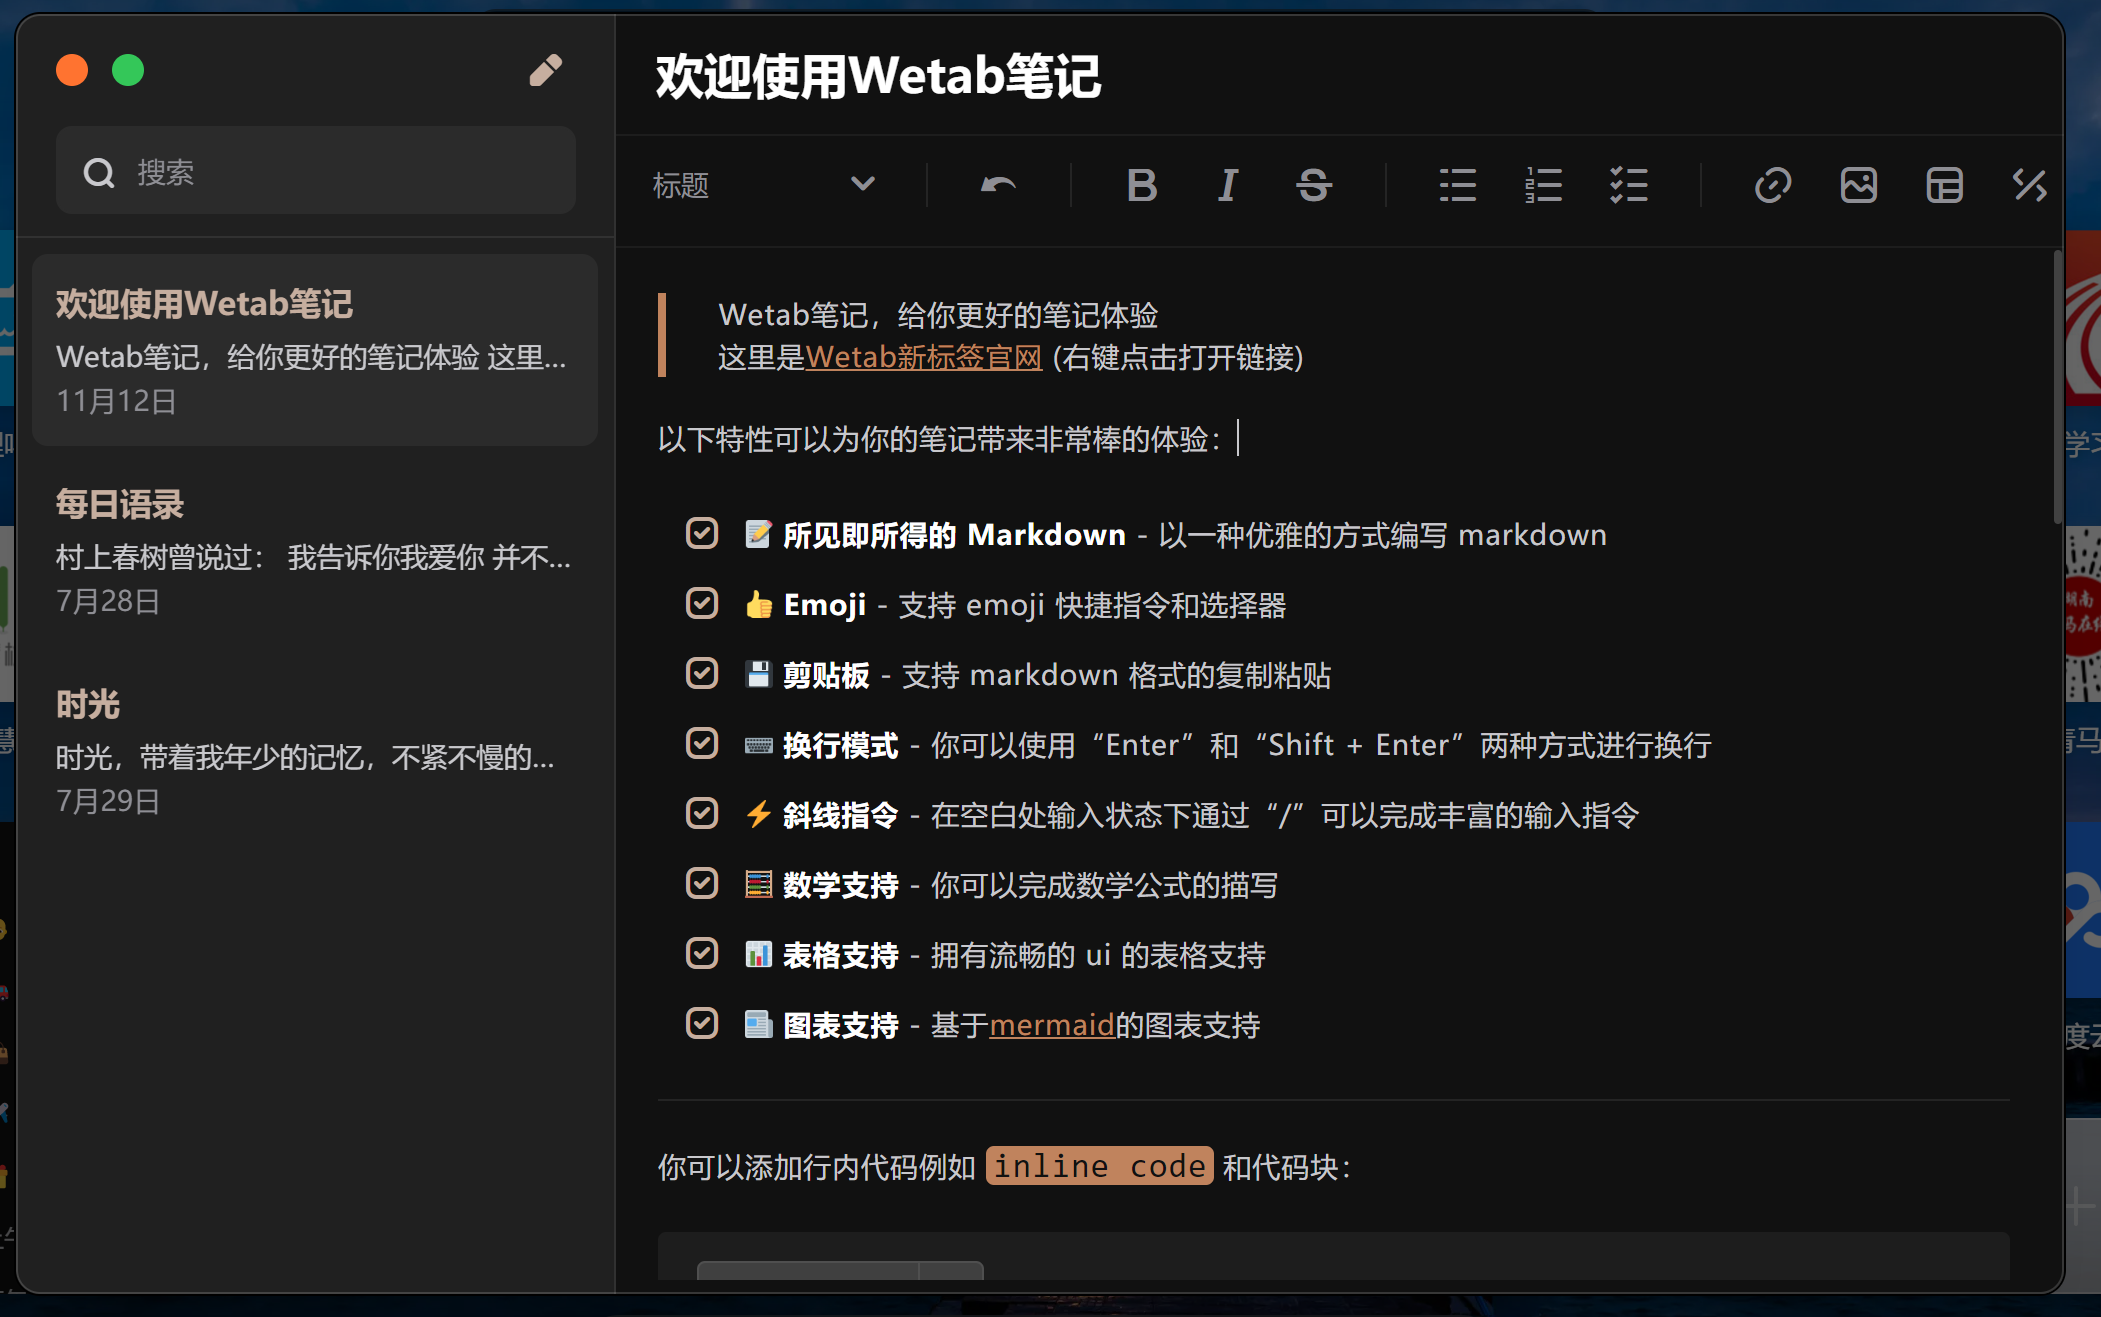 欢迎使用Wetab笔记
搜索
标题
欢迎使用Wetab笔记
Wetab笔记，给你更好的笔记体验 这里...
11月12日
每日语录
村上春树曾说过： 我告诉你我爱你 并不...
7月28日
时光
时光，带着我年少的记忆，不紧不慢的...
7月29日
Wetab笔记，给你更好的笔记体验
这里是Wetab新标签官网 (右键点击打开链接)
以下特性可以为你的笔记带来非常棒的体验：
📝 所见即所得的 Markdown - 以一种优雅的方式编写 markdown
👍 Emoji - 支持 emoji 快捷指令和选择器
💾 剪贴板 - 支持 markdown 格式的复制粘贴
⌨️ 换行模式 - 你可以使用“Enter”和“Shift + Enter”两种方式进行换行
⚡ 斜线指令 - 在空白处输入状态下通过“/”可以完成丰富的输入指令
🧮 数学支持 - 你可以完成数学公式的描写
📊 表格支持 - 拥有流畅的 ui 的表格支持
📰 图表支持 - 基于mermaid的图表支持
你可以添加行内代码例如 inline code 和代码块：